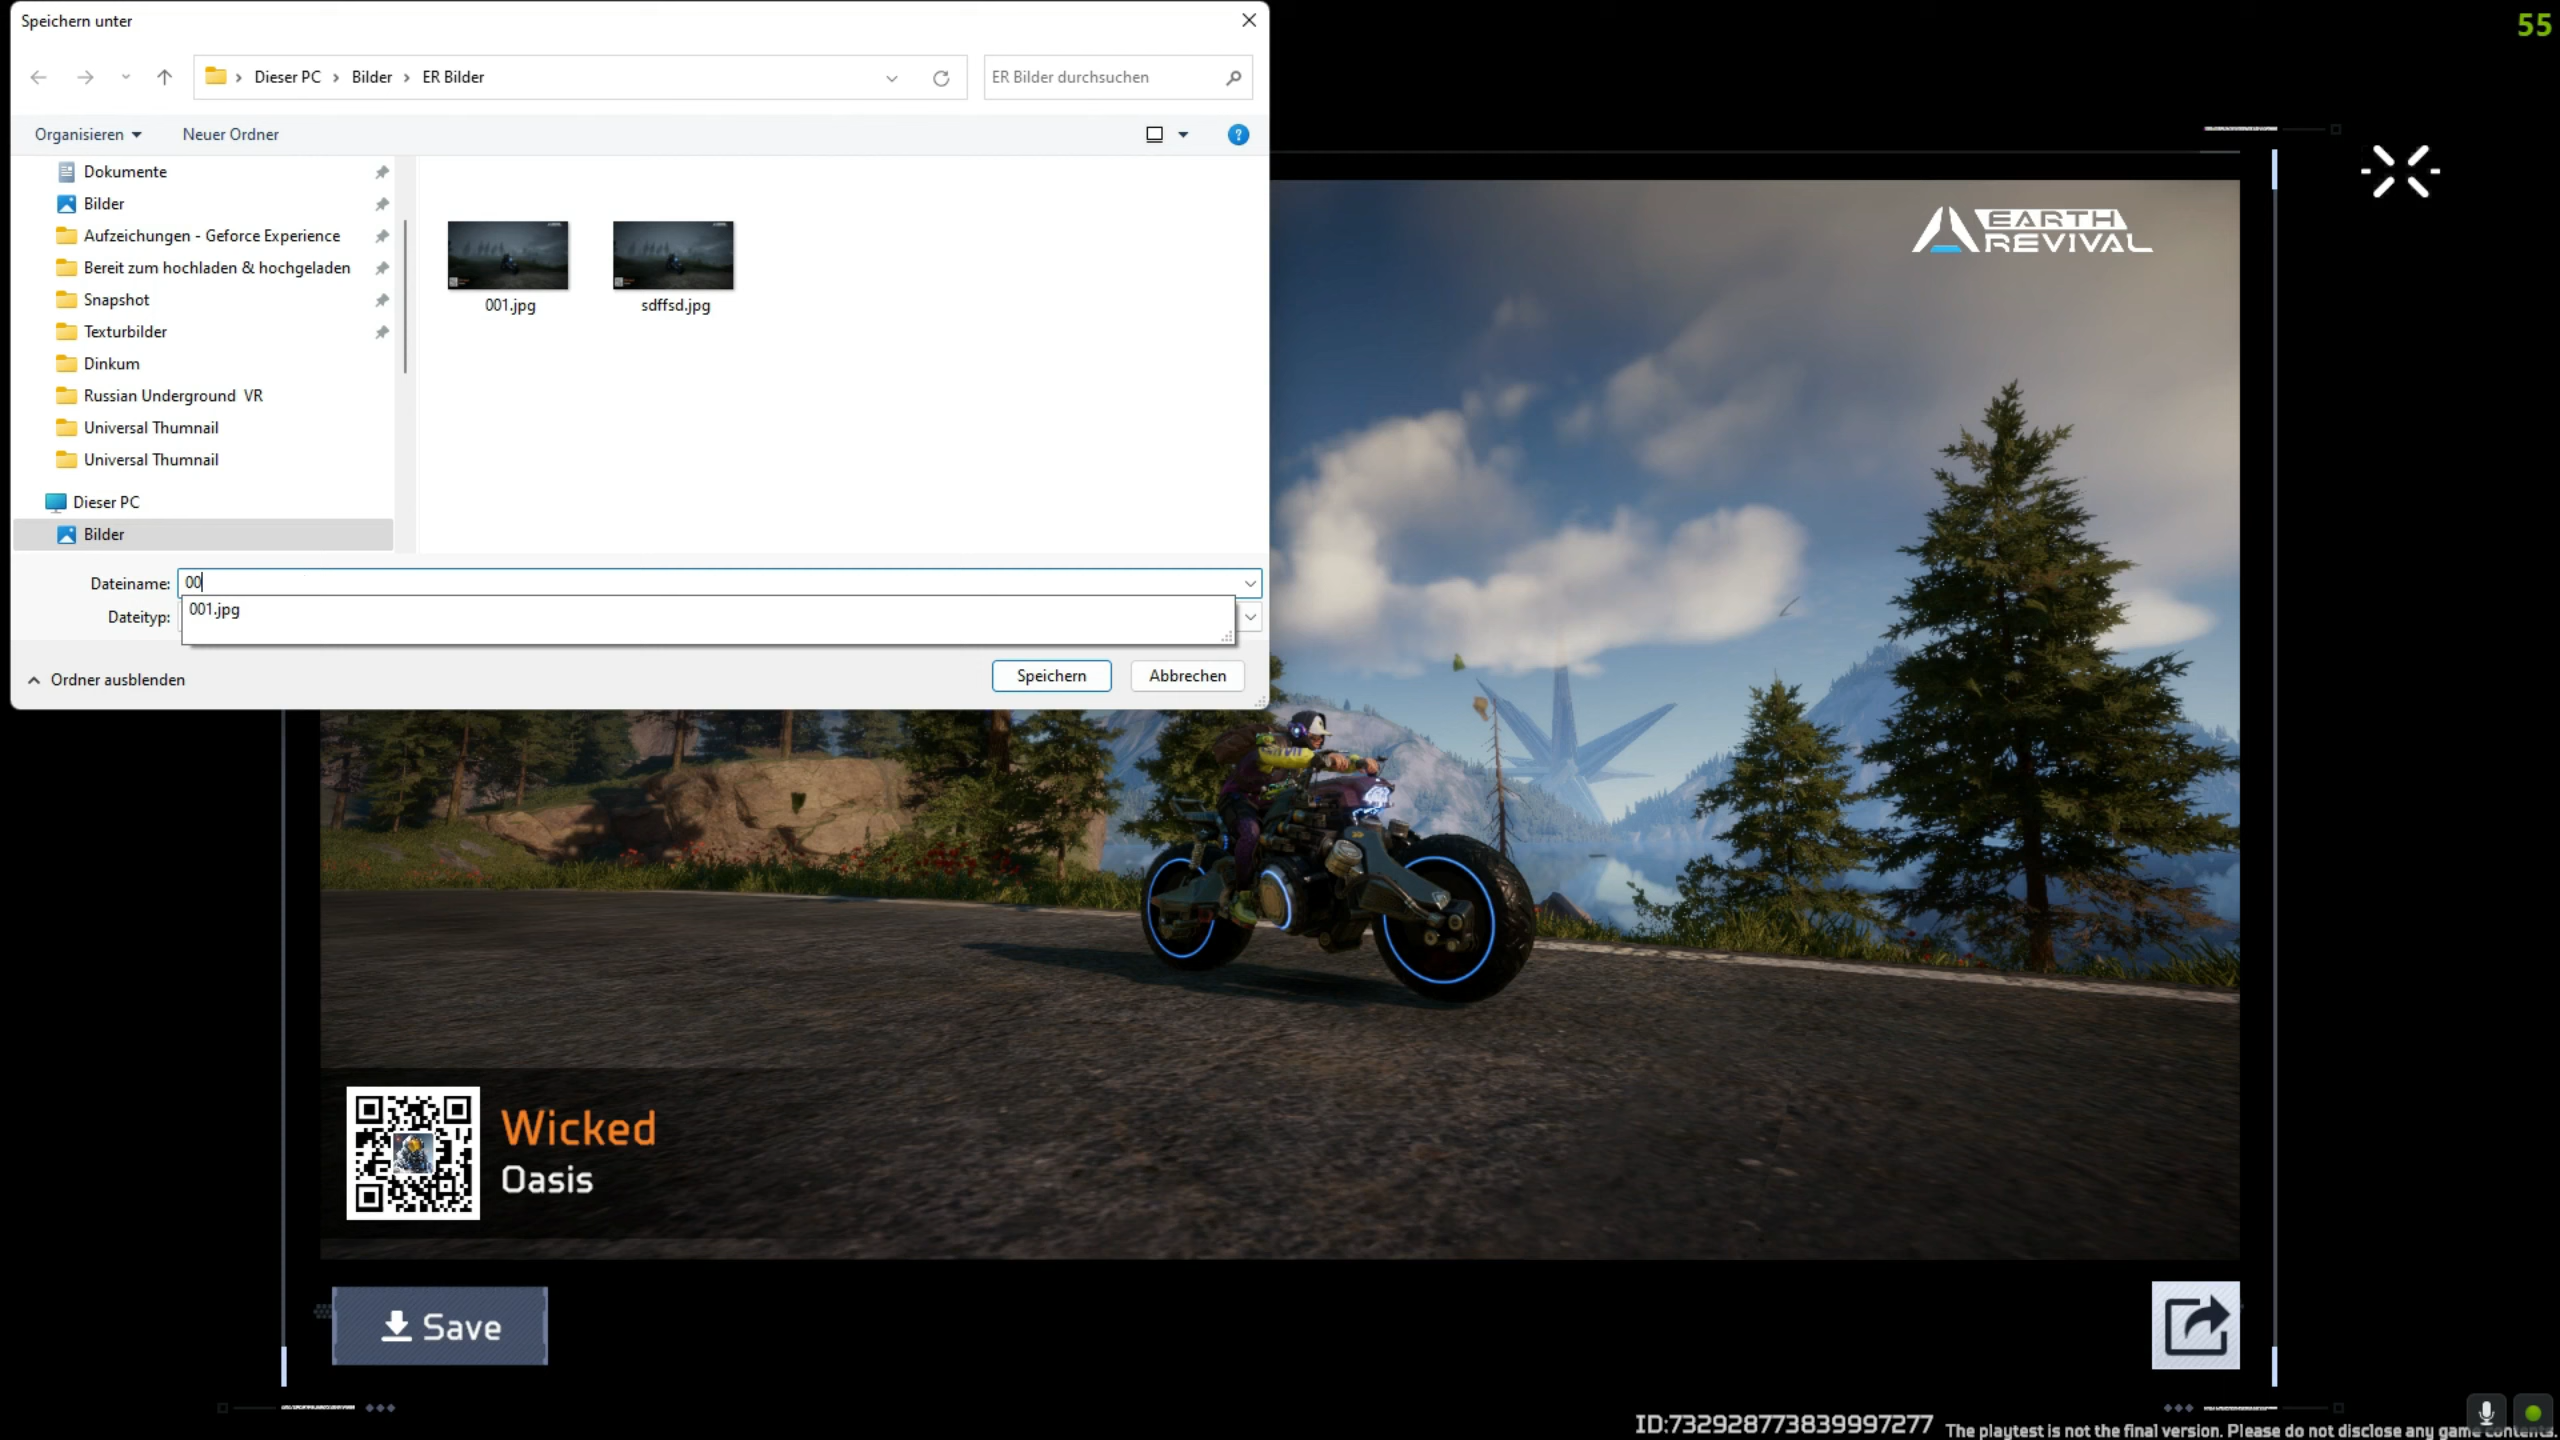 Speichern unter
55
Dieser PC
Bilder
ER Bilder
ER Bilder durchsuchen
Organisieren
Neuer Ordner
Dokumente
Bilder
Aufzeichungen - Geforce Experience
Bereit zum hochladen & hochgeladen
Snapshot
Texturbilder
Dinkum
Russian Underground VR
Universal Thumnail
Universal Thumnail
Dieser PC
Bilder
001.jpg
sdffsd.jpg
Dateiname:
00
001.jpg
Dateityp:
Ordner ausblenden
Speichern
Abbrechen
EARTH
REVIVAL
Wicked
Oasis
Save
ID:732928773839997277
The playtest is not the final version. Please do not disclose any game contents.